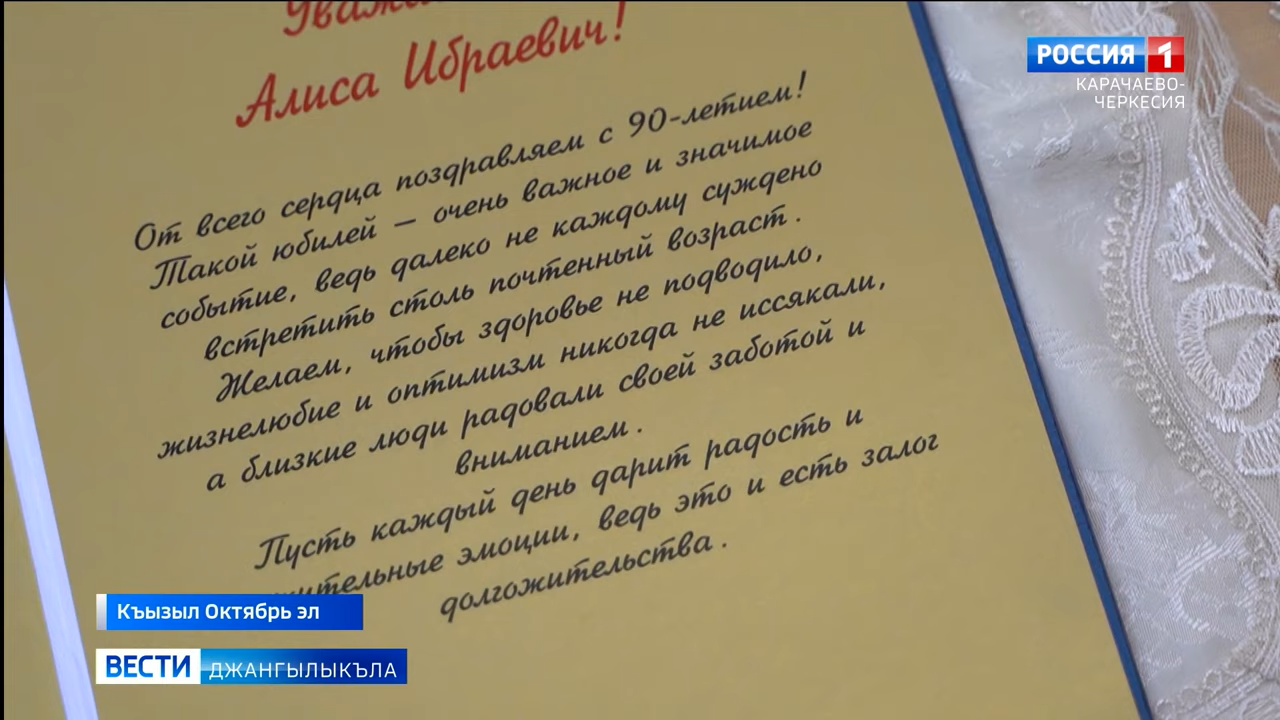 Алиса Ибраевич!
От всего сердца поздравляем с 90-летием!
Такой юбилей – очень важное и значимое
событие, ведь далеко не каждому суждено
встретить столь почтенный возраст.
Желаем, чтобы здоровье не подводило,
жизнелюбие и оптимизм никогда не иссякали,
а близкие люди радовали своей заботой и
вниманием.
Пусть каждый день дарит радость и
эмоции, ведь это и есть залог
долгожительства.
РОССИЯ 1
КАРАЧАЕВО-
ЧЕРКЕСИЯ
Къызыл Октябрь эл
ВЕСТИ ДЖАНГЫЛЫКЪЛА